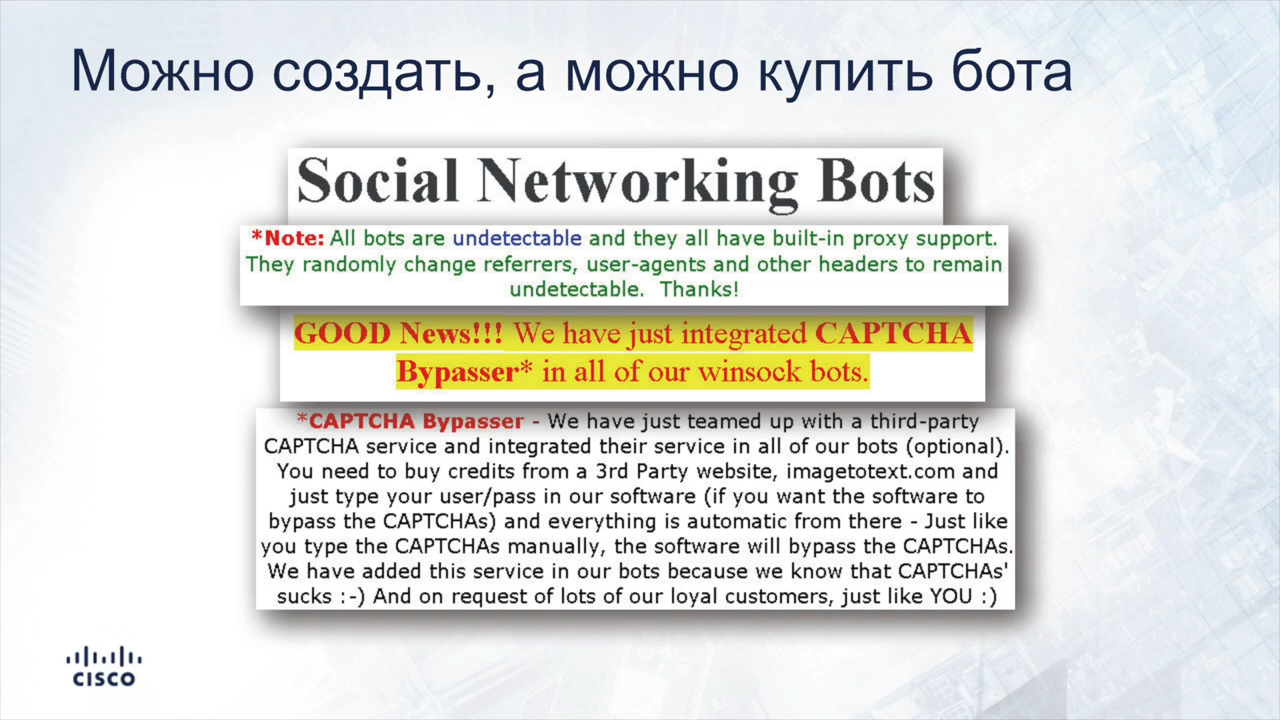 Можно создать, а можно купить бота
Social Networking Bots
*Note: All bots are undetectable and they all have built-in proxy support.
They randomly change referrers, user-agents and other headers to remain
undetectable. Thanks!
GOOD News!!! We have just integrated CAPTCHA
Bypasser* in all of our winsock bots.
*CAPTCHA Bypasser - We have just teamed up with a third-party
CAPTCHA service and integrated their service in all of our bots (optional).
You need to buy credits from a 3rd Party website, imagetotext.com and
just type your user/pass in our software (if you want the software to
bypass the CAPTCHAs) and everything is automatic from there - Just like
you type the CAPTCHAs manually, the software will bypass the CAPTCHAs.
We have added this service in our bots because we know that CAPTCHAs'
sucks :-) And on request of lots of our loyal customers, just like YOU :)
CISCO